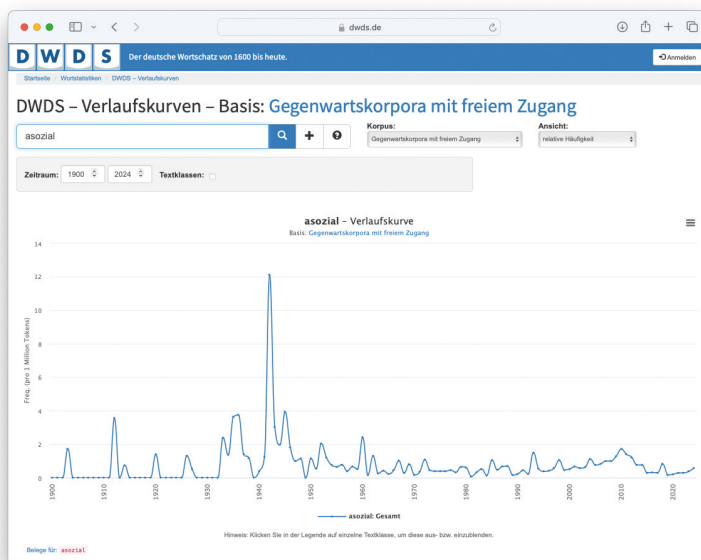 dwds.de
DWDS Der deutsche Wortschatz von 1600 bis heute. Anmelden
Startseite / Wortstatistiken / DWDS – Verlaufskurven
DWDS – Verlaufskurven – Basis: Gegenwartskorpora mit freiem Zugang
Korpus: Ansicht:
asozial + ? Gegenwartskorpora mit freiem Zugang relative Häufigkeit
Zeitraum: 1900 2024 Textklassen:
asozial – Verlaufskurve
Basis: Gegenwartskorpora mit freiem Zugang
14
12
10
8
6
4
2
0
Freq. (pro 1 Million Tokens)
1900 1910 1920 1930 1940 1950 1960 1970 1980 1990 2000 2010 2020
asozial: Gesamt
Hinweis: Klicken Sie in der Legende auf einzelne Textklasse, um diese aus- bzw. einzublenden.
Belege für: asozial